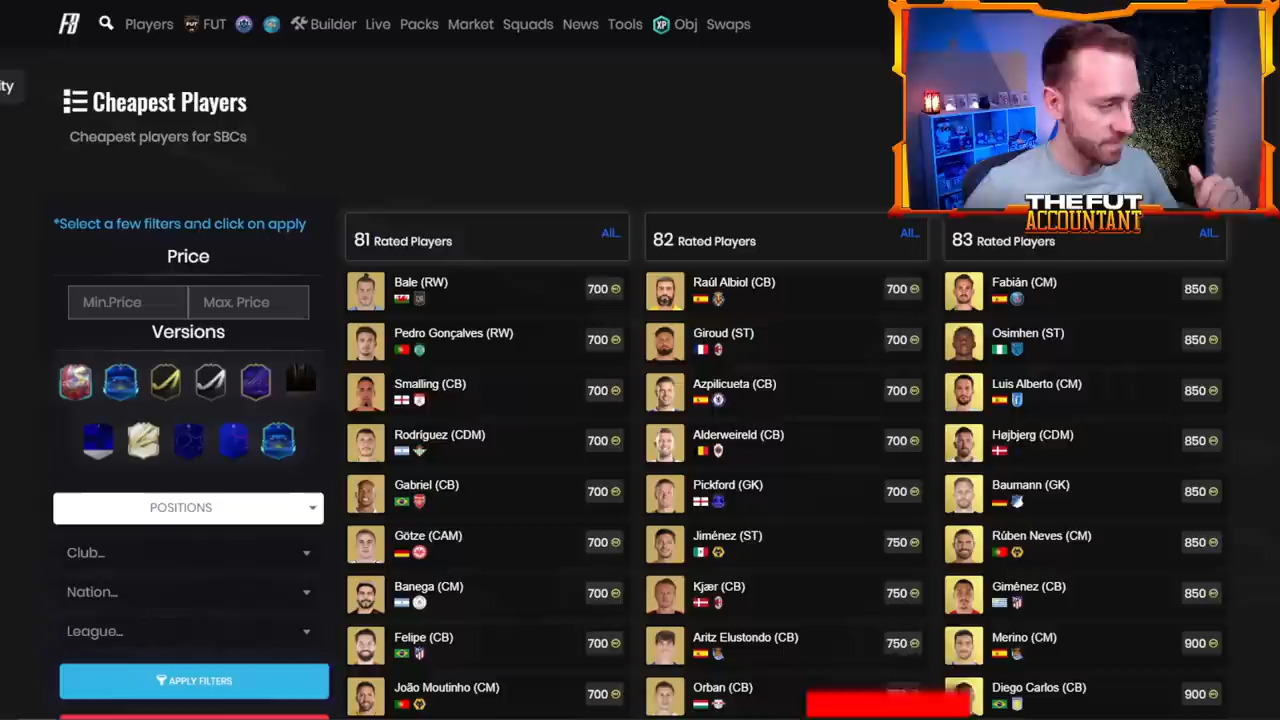 Players FUT Builder Live Packs Market Squads News Tools XP Obj Swaps
ity
Cheapest Players
Cheapest players for SBCs
THE FUT
ACCOUNTANT
*Select a few filters and click on apply
Price
Min.Price Max. Price
Versions
POSITIONS
Club...
Nation...
League...
APPLY FILTERS
81 Rated Players All...
Bale (RW) 700
Pedro Gonçalves (RW) 700
Smalling (CB) 700
Rodríguez (CDM) 700
Gabriel (CB) 700
Götze (CAM) 700
Banega (CM) 700
Felipe (CB) 700
João Moutinho (CM) 700
82 Rated Players All...
Raúl Albiol (CB) 700
Giroud (ST) 700
Azpilicueta (CB) 700
Alderweireld (CB) 700
Pickford (GK) 700
Jiménez (ST) 750
Kjær (CB) 750
Aritz Elustondo (CB) 750
Orban (CB)
83 Rated Players All...
Fabián (CM) 850
Osimhen (ST) 850
Luis Alberto (CM) 850
Højbjerg (CDM) 850
Baumann (GK) 850
Rúben Neves (CM) 850
Giménez (CB) 850
Merino (CM) 900
Diego Carlos (CB) 900